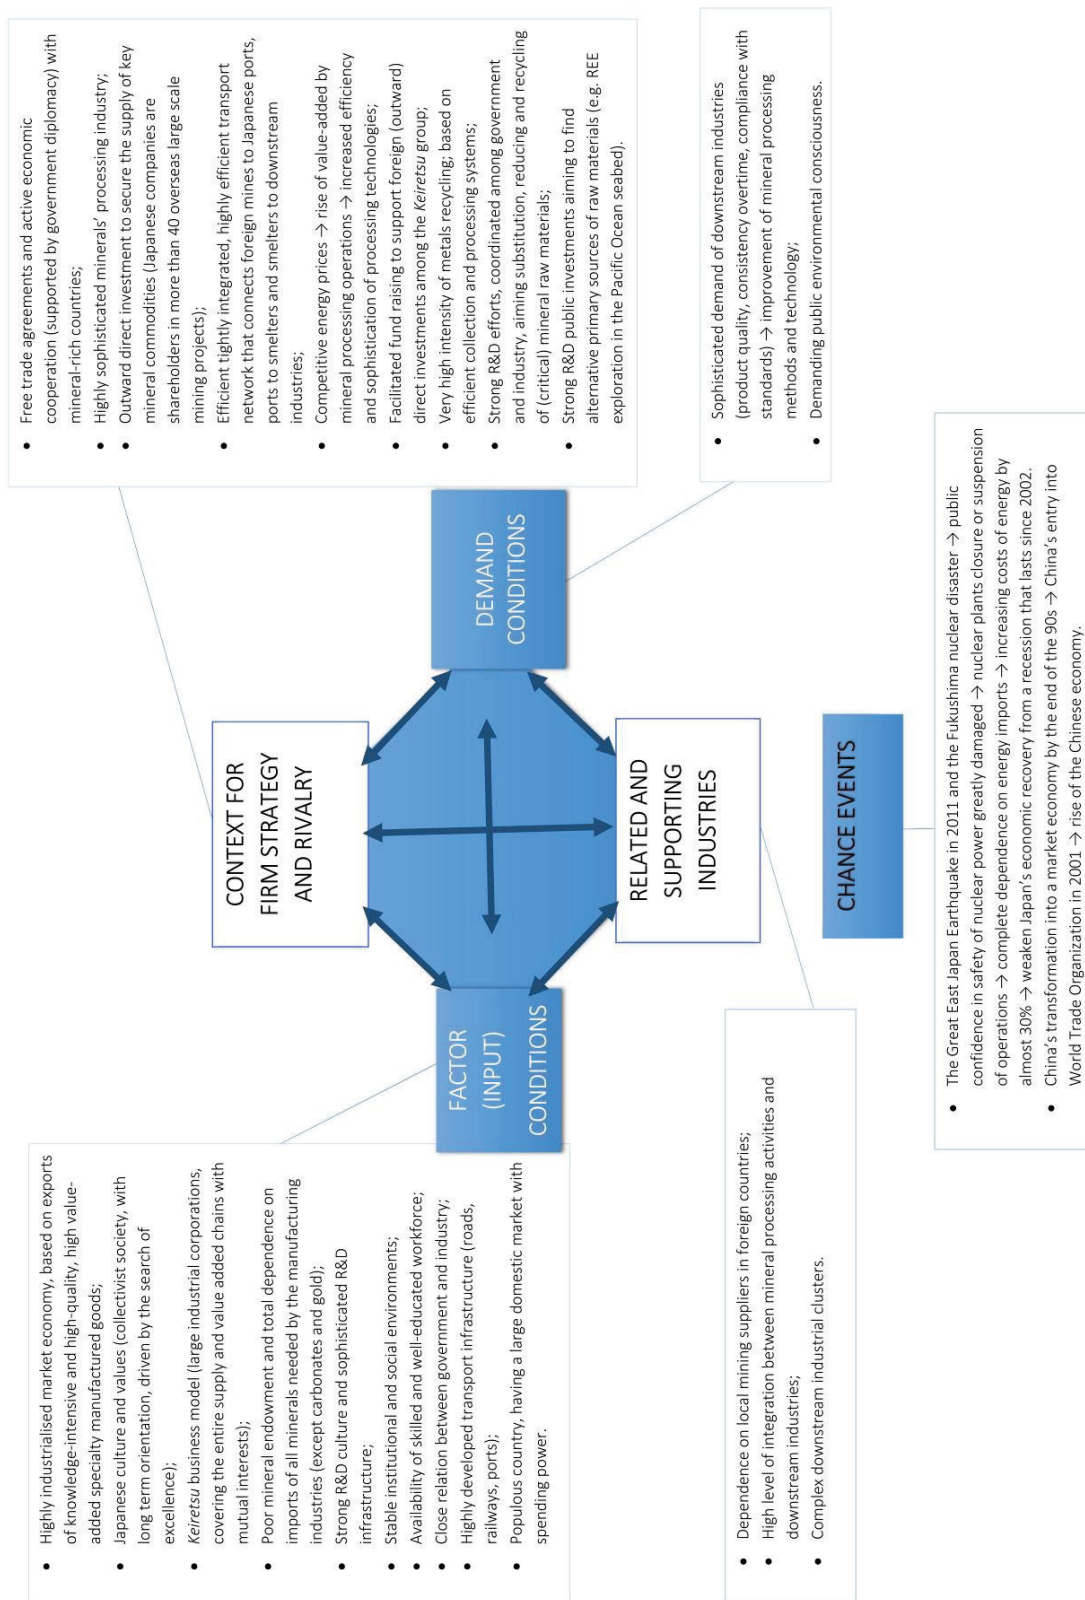 Highly industrialised market economy, based on exports
of knowledge-intensive and high-quality, high value-
added specialty manufactured goods;
Japanese culture and values (collectivist society, with
long term orientation, driven by the search of
excellence);
Keiretsu business model (large industrial corporations,
covering the entire supply and value added chains with
mutual interests);
Poor mineral endowment and total dependence on
imports of all minerals needed by the manufacturing
industries (except carbonates and gold);
Strong R&D culture and sophisticated R&D
infrastructure;
Stable institutional and social environments;
Availability of skilled and well-educated workforce;
Close relation between government and industry;
Highly developed transport infrastructure (roads,
railways, ports);
Populous country, having a large domestic market with
spending power.
CONTEXT FOR
FIRM STRATEGY
AND RIVALRY
Free trade agreements and active economic
cooperation (supported by government diplomacy) with
mineral-rich countries;
Highly sophisticated minerals' processing industry;
Outward direct investment to secure the supply of key
mineral commodities (Japanese companies are
shareholders in more than 40 overseas large scale
mining projects);
Efficient tightly integrated, highly efficient transport
network that connects foreign mines to Japanese ports,
ports to smelters and smelters to downstream
industries;
Competitive energy prices → rise of value-added by
mineral processing operations → increased efficiency
and sophistication of processing technologies;
Facilitated fund raising to support foreign (outward)
direct investments among the Keiretsu group;
Very high intensity of metals recycling; based on
efficient collection and processing systems;
Strong R&D efforts, coordinated among government
and industry, aiming substitution, reducing and recycling
of (critical) mineral raw materials;
Strong R&D public investments aiming to find
alternative primary sources of raw materials (e.g. REE
exploration in the Pacific Ocean seabed).
FACTOR
(INPUT)
CONDITIONS
DEMAND
CONDITIONS
RELATED AND
SUPPORTING
INDUSTRIES
Dependence on local mining suppliers in foreign countries;
High level of integration between mineral processing activities and
downstream industries;
Complex downstream industrial clusters.
Sophisticated demand of downstream industries
(product quality, consistency overtime, compliance with
standards) → improvement of mineral processing
methods and technology;
Demanding public environmental consciousness.
CHANCE EVENTS
The Great East Japan Earthquake in 2011 and the Fukushima nuclear disaster → public
confidence in safety of nuclear power greatly damaged → nuclear plants closure or suspension
of operations → complete dependence on energy imports → increasing costs of energy by
almost 30% → weaken Japan's economic recovery from a recession that lasts since 2002.
China's transformation into a market economy by the end of the 90s → China's entry into
World Trade Organization in 2001 → rise of the Chinese economy.